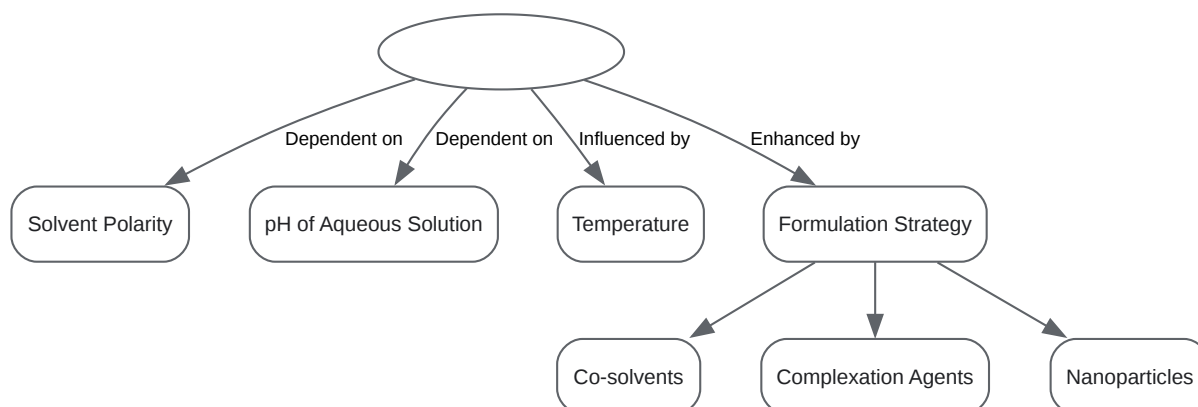 Dependent on
Dependent on
Influenced by
Enhanced by
Solvent Polarity
pH of Aqueous Solution
Temperature
Formulation Strategy
Co-solvents
Complexation Agents
Nanoparticles